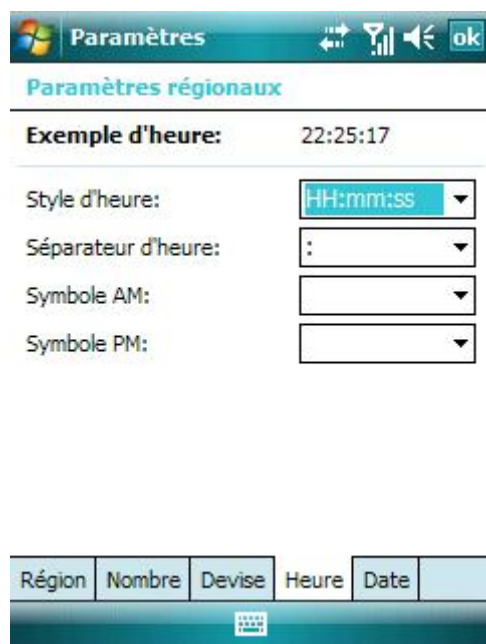 Paramètres ok
Paramètres régionaux
Exemple d'heure: 22:25:17
Style d'heure: HH:mm:ss
Séparateur d'heure: :
Symbole AM:
Symbole PM:
Région Nombre Devise Heure Date